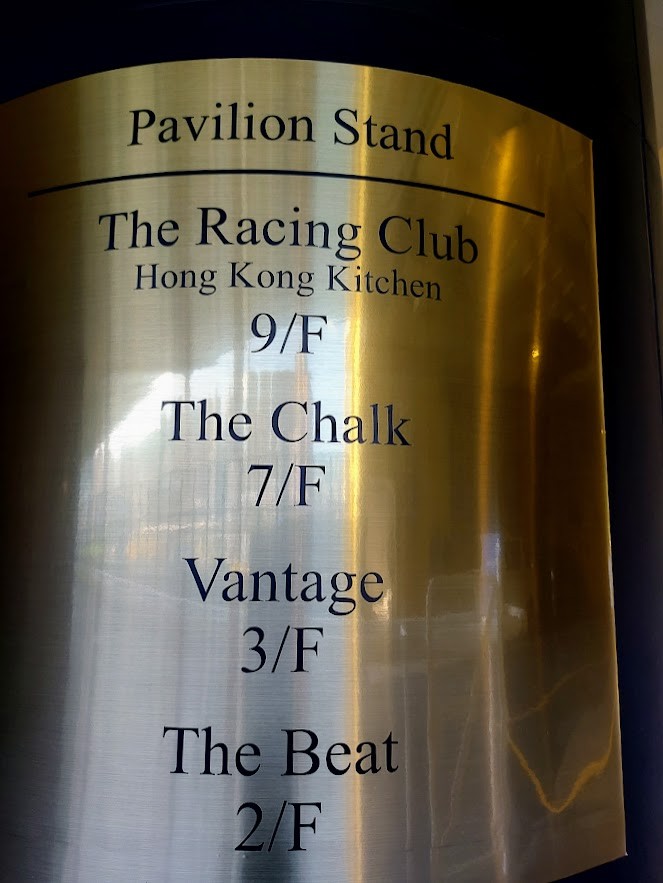 Pavilion Stand
The Racing Club
Hong Kong Kitchen
9/F
The Chalk
7/F
Vantage
3/F
The Beat
2/F